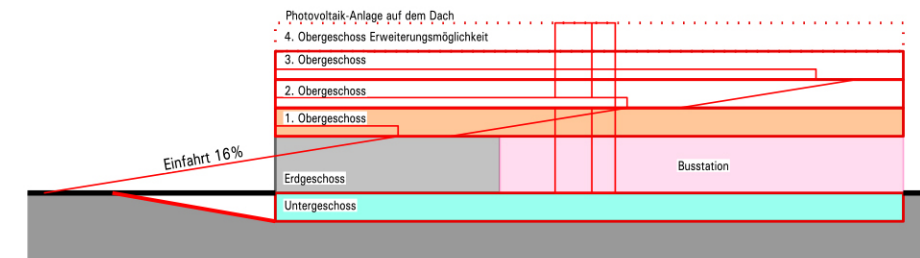 Photovoltaik-Anlage auf dem Dach
4. Obergeschoss Erweiterungsmöglichkeit
3. Obergeschoss
2. Obergeschoss
1. Obergeschoss
Einfahrt 16%
Busstation
Erdgeschoss
Untergeschoss